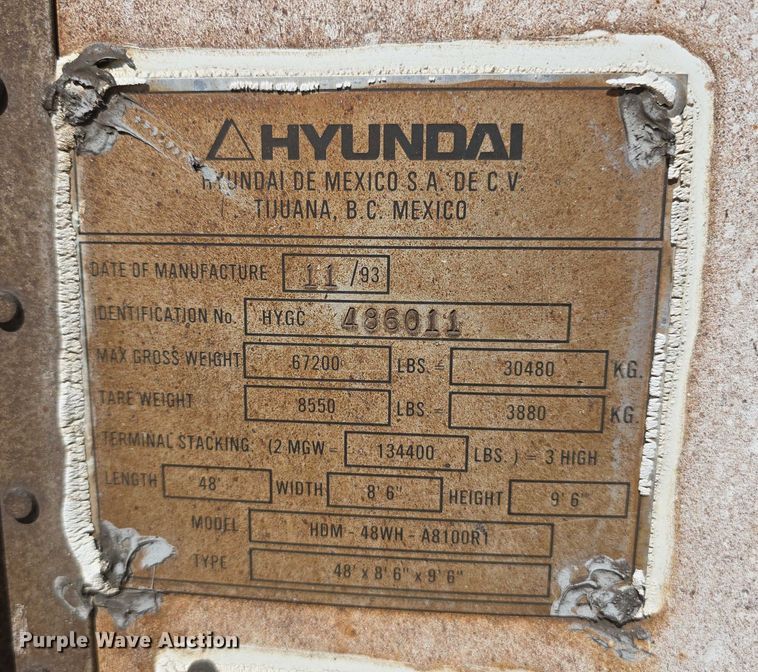 HYUNDAI
HYUNDAI DE MEXICO S.A. DE C.V.
TIJUANA, B.C. MEXICO
DATE OF MANUFACTURE 11 /93
IDENTIFICATION No. HYGC 486011
MAX GROSS WEIGHT 67200 LBS. = 30480 KG.
TARE WEIGHT 8550 LBS = 3880 KG.
TERMINAL STACKING: (2 MGW = 134400 LBS. ) = 3 HIGH
LENGTH 48' WIDTH 8' 6" HEIGHT 9' 6"
MODEL HDM - 48WH - A8100R1
TYPE 48' x 8' 6" x 9' 6"
Purple Wave Auction